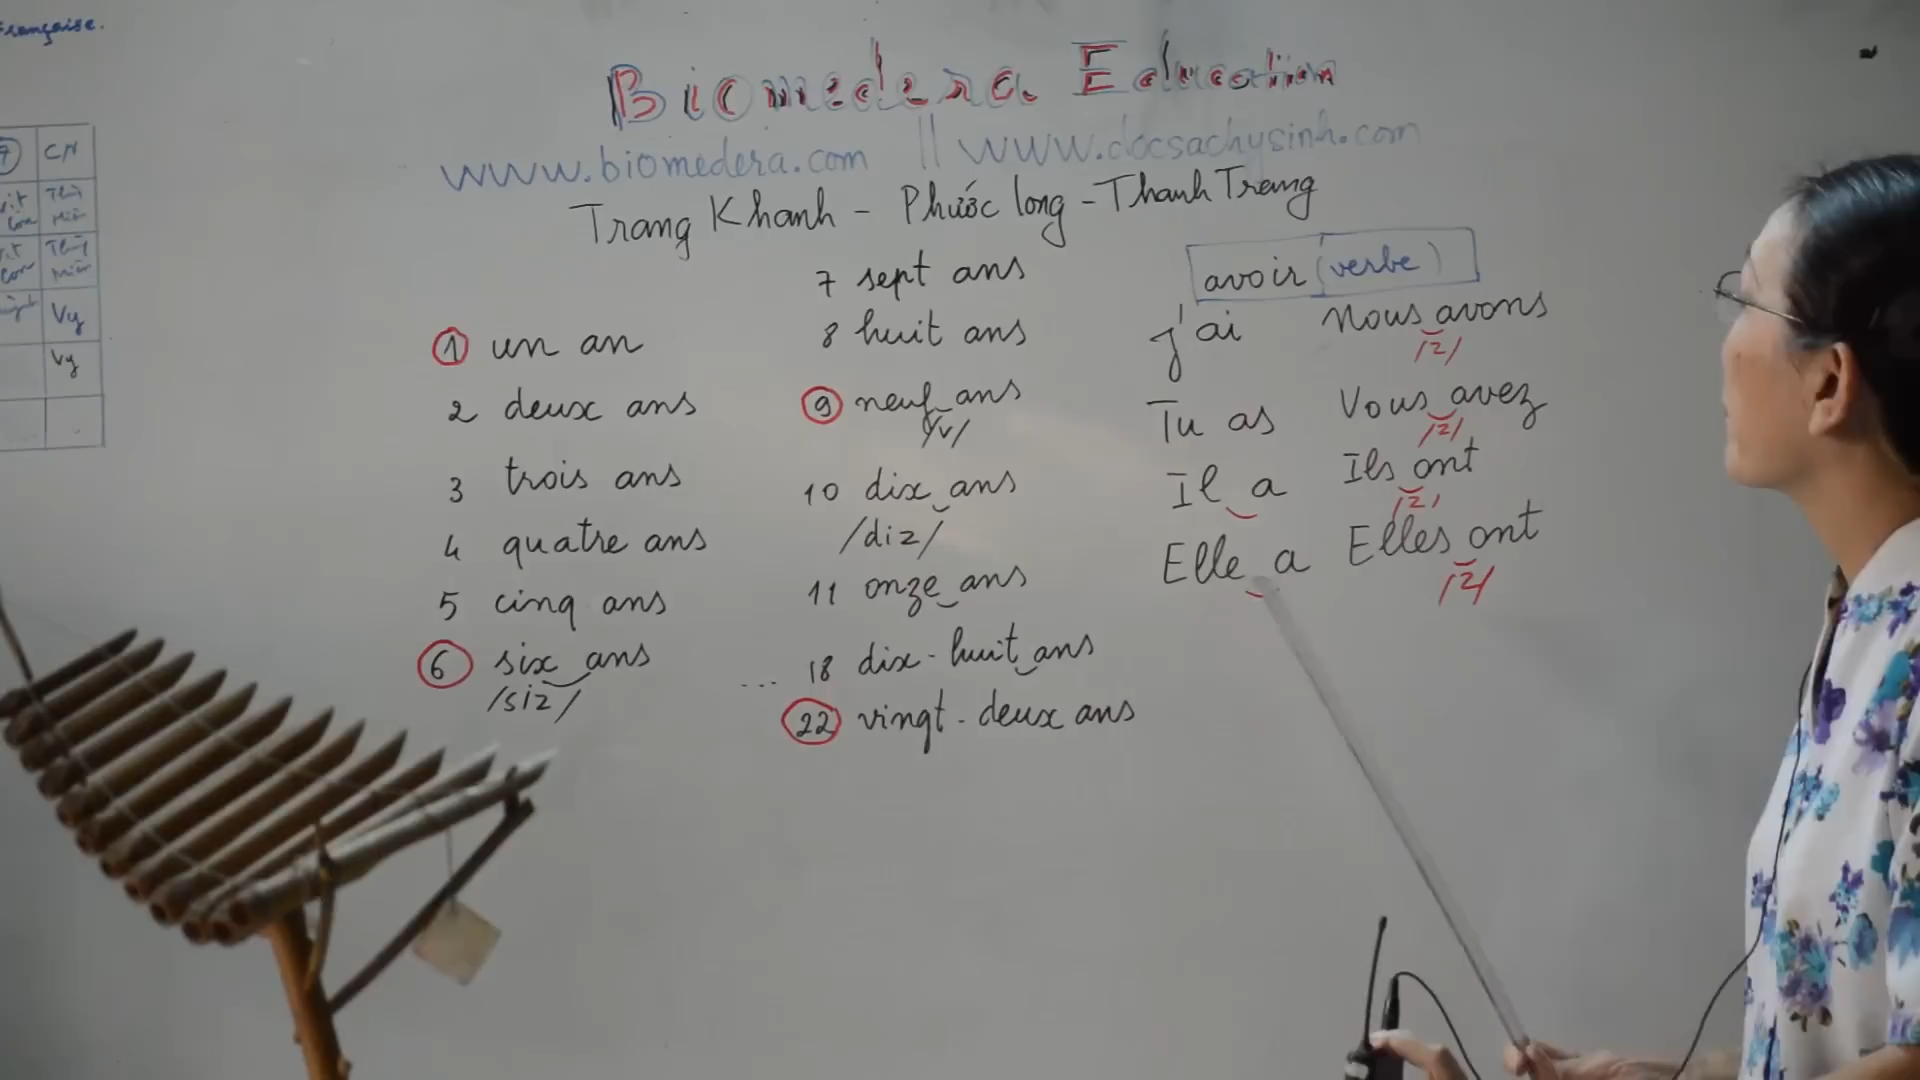 Française.
CN
Vy
Vy
Biomedera Education
www.biomedera.com || www.docsachysinh.com
Trang Khanh - Phước long - Thanh Trang
1 un an
2 deux ans
3 trois ans
4 quatre ans
5 cinq ans
6 six ans
/siz/
7 sept ans
8 huit ans
9 neuf ans
/v/
10 dix ans
/diz/
11 onze ans
... 18 dix-huit ans
22 vingt-deux ans
avoir (verbe)
j'ai Nous avons
/z/
Tu as Vous avez
/z/
Il a Ils ont
/z/
Elle a Elles ont
/z/